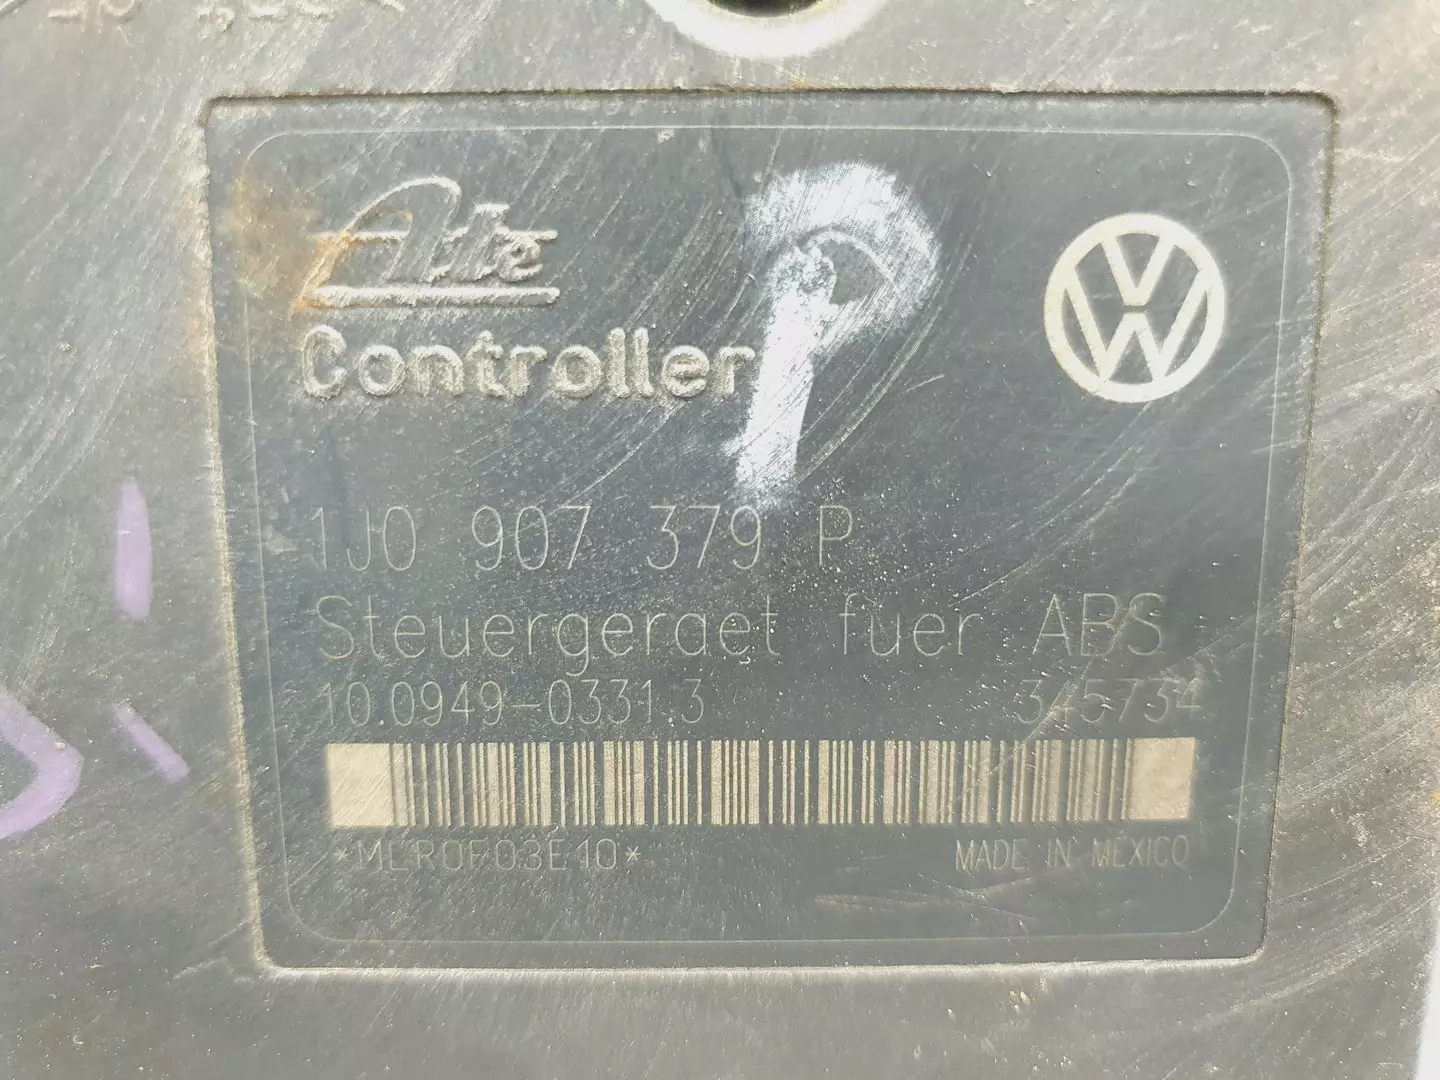 Ate
Controller
P
1J0 907 379 P
Steuergeraet fuer ABS
10.0949-0331.3 345734
*MLR0F03E10*
MADE IN MEXICO